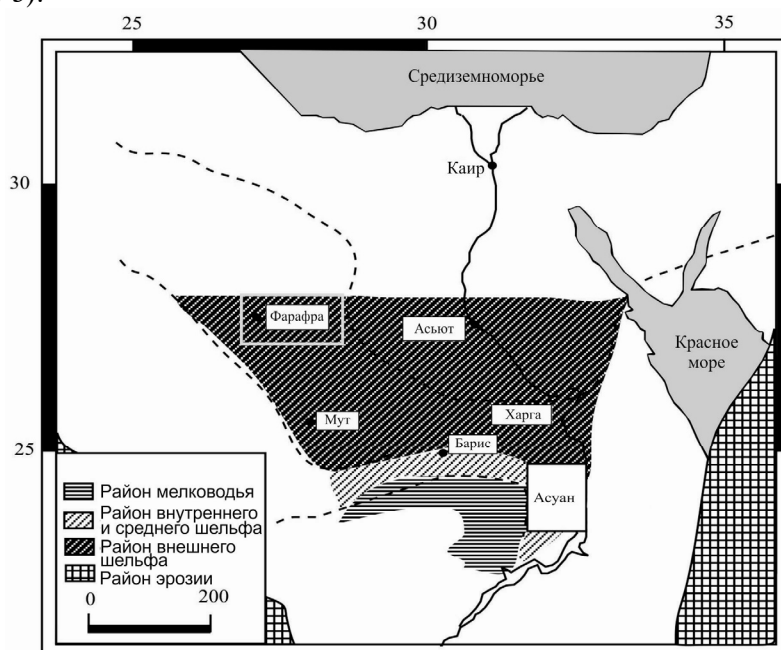 3).
25
30
35
Средиземноморье
30
Каир
Фарафра
Асьют
Красное
море
Харга
Мут
25
Барис
Район мелководья
Район внутреннего
и среднего шельфа
Район внешнего
шельфа
Район эрозии
Асуан
0
200